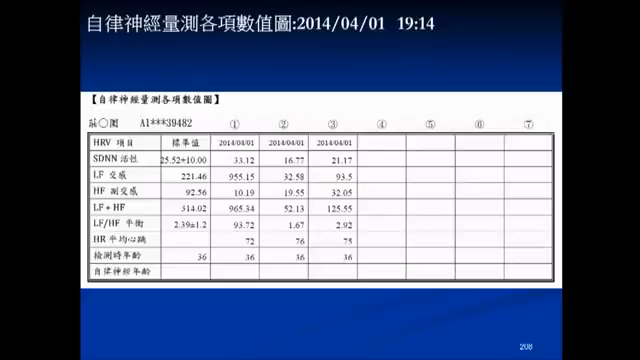 自律神經量測各項數值圖:2014/04/01 19:14
【自律神經量測各項數值圖】
莊〇閣 A1***39482 ① ② ③ ④ ⑤ ⑥ ⑦
HRV 項目 標準值 2014/04/01 2014/04/01 2014/04/01
SDNN 活性 25.52±10.00 33.12 16.77 21.17
LF 交感 221.46 955.15 32.58 93.5
HF 副交感 92.56 10.19 19.55 32.05
LF+HF 314.02 965.34 52.13 125.55
LF/HF 平衡 2.39±1.2 93.72 1.67 2.92
HR 平均心跳 72 76 75
檢測時年齡 36 36 36 36
自律神經年齡
208